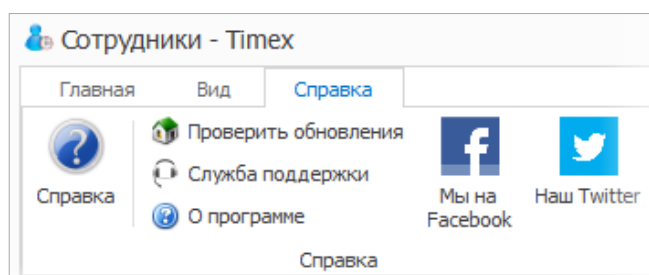 Сотрудники - Timex
Главная Вид Справка
Справка
Проверить обновления
Служба поддержки
О программе
Мы на
Facebook
Наш Twitter
Справка